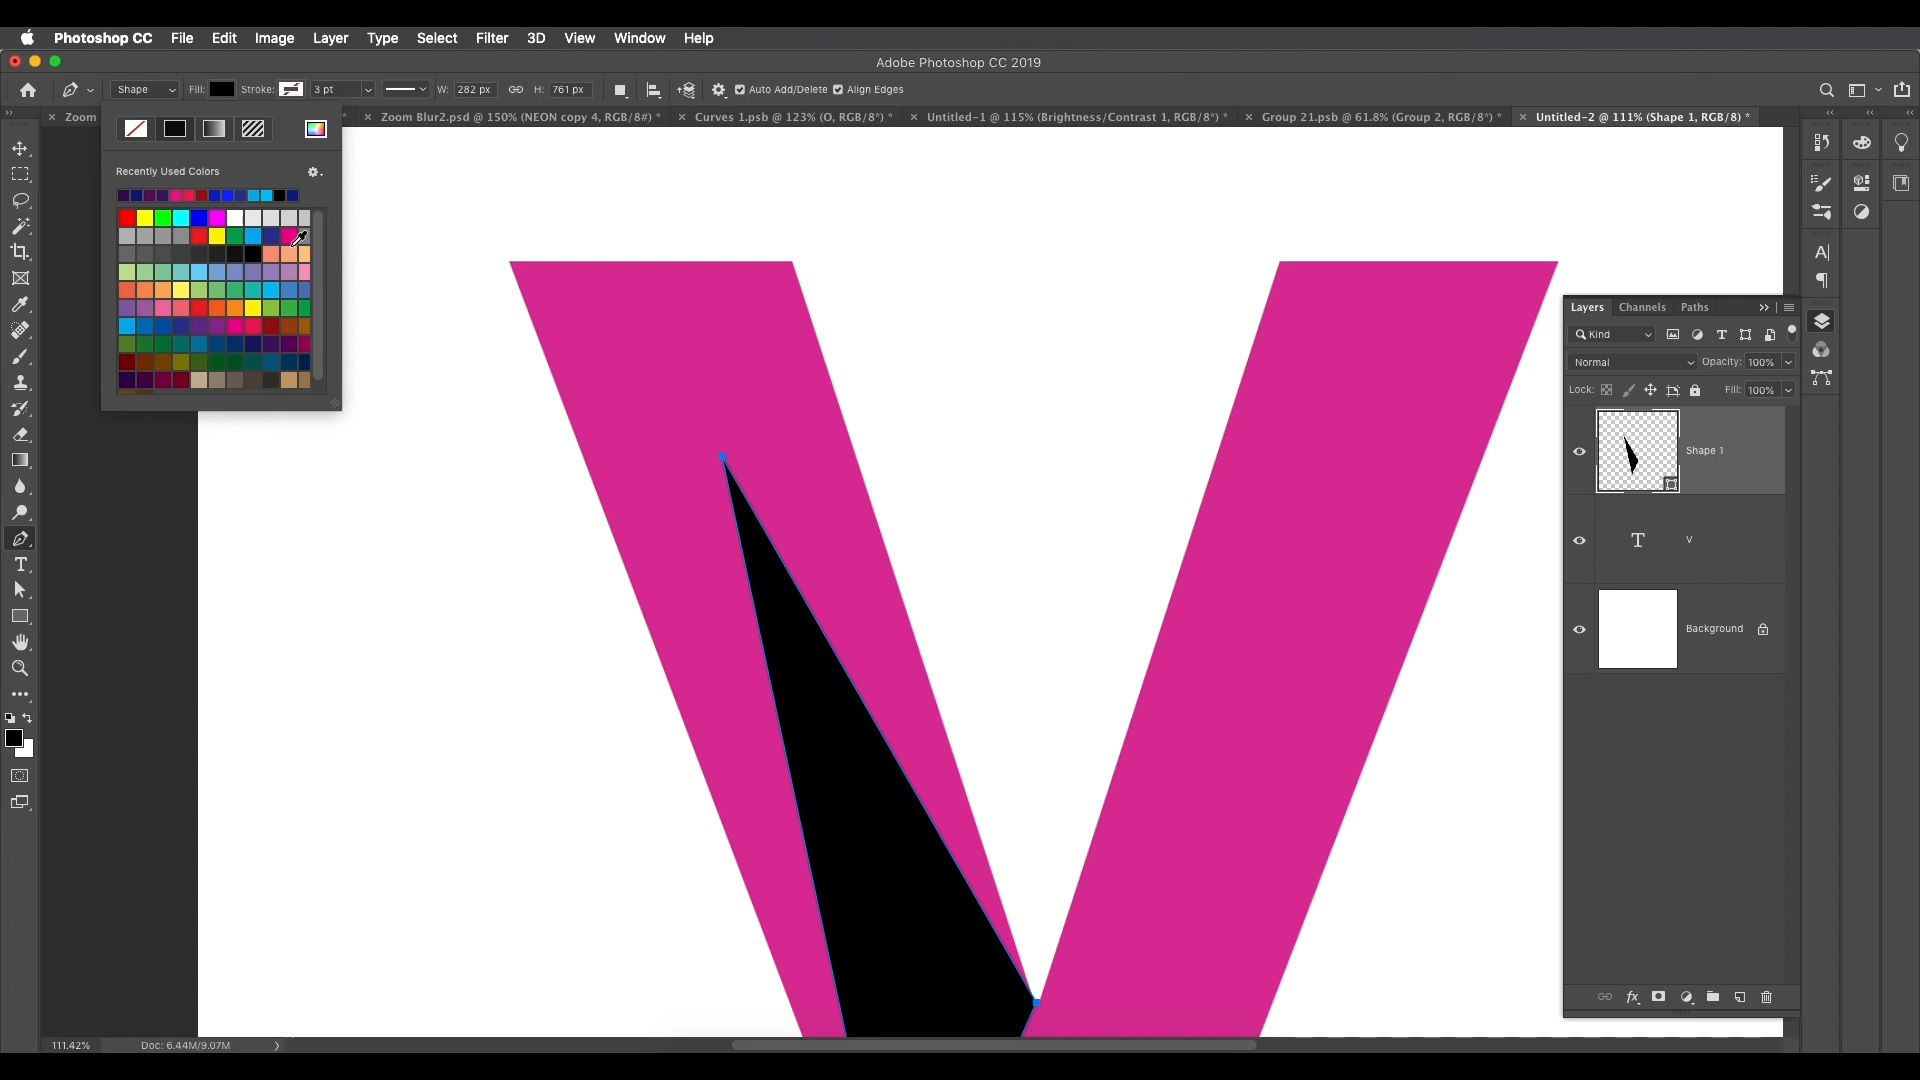 Photoshop CC File Edit Image Layer Type Select Filter 3D View Window Help
Adobe Photoshop CC 2019
Shape Fill: Stroke: 3 pt W: 282 px H: 761 px Auto Add/Delete Align Edges
Zoom * Zoom Blur2.psd @ 150% (NEON copy 4, RGB/8#) * Curves 1.psb @ 123% (O, RGB/8*) * Untitled-1 @ 115% (Brightness/Contrast 1, RGB/8*) * Group 21.psb @ 61.8% (Group 2, RGB/8*) * Untitled-2 @ 111% (Shape 1, RGB/8) *
Recently Used Colors
Layers Channels Paths
Kind
Normal Opacity: 100%
Lock: Fill: 100%
Shape 1
V
Background
111.42% Doc: 6.44M/9.07M